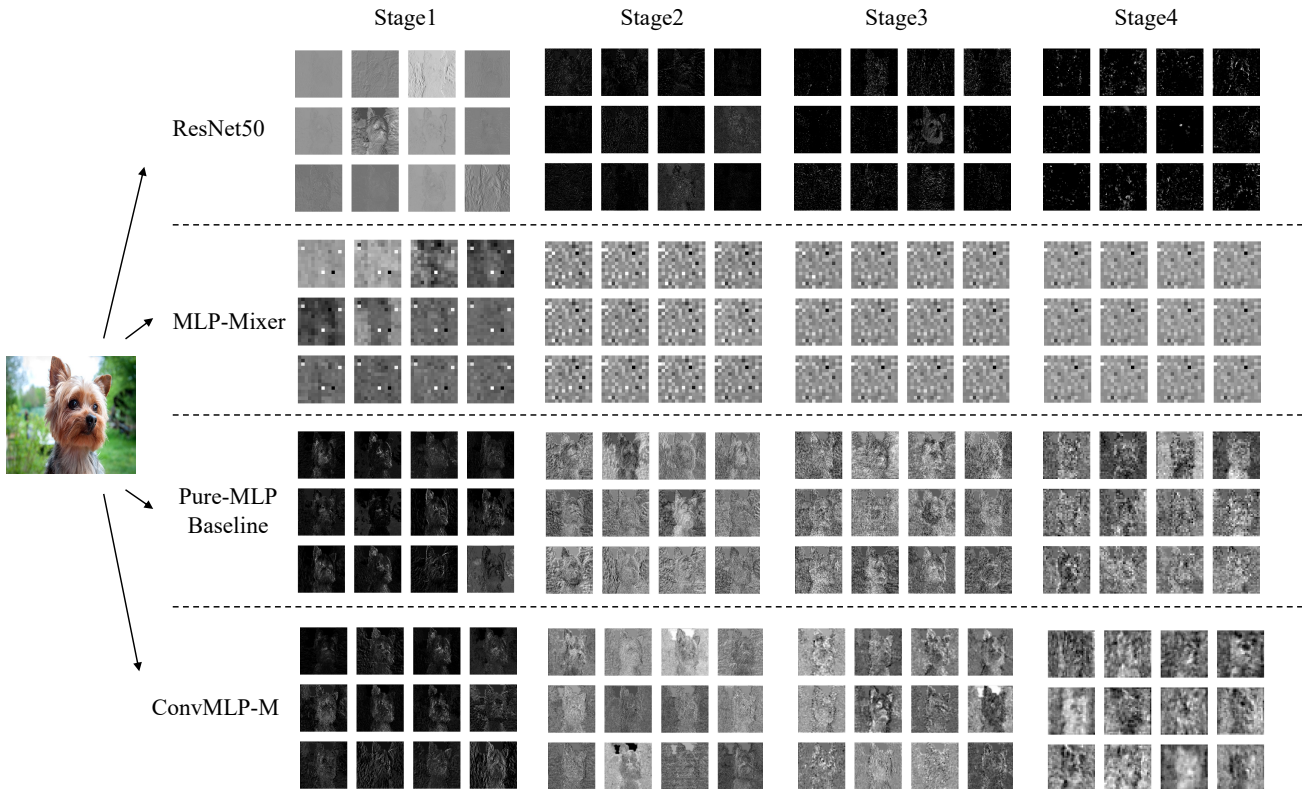 Stage1 Stage2 Stage3 Stage4
ResNet50
MLP-Mixer
Pure-MLP
Baseline
ConvMLP-M